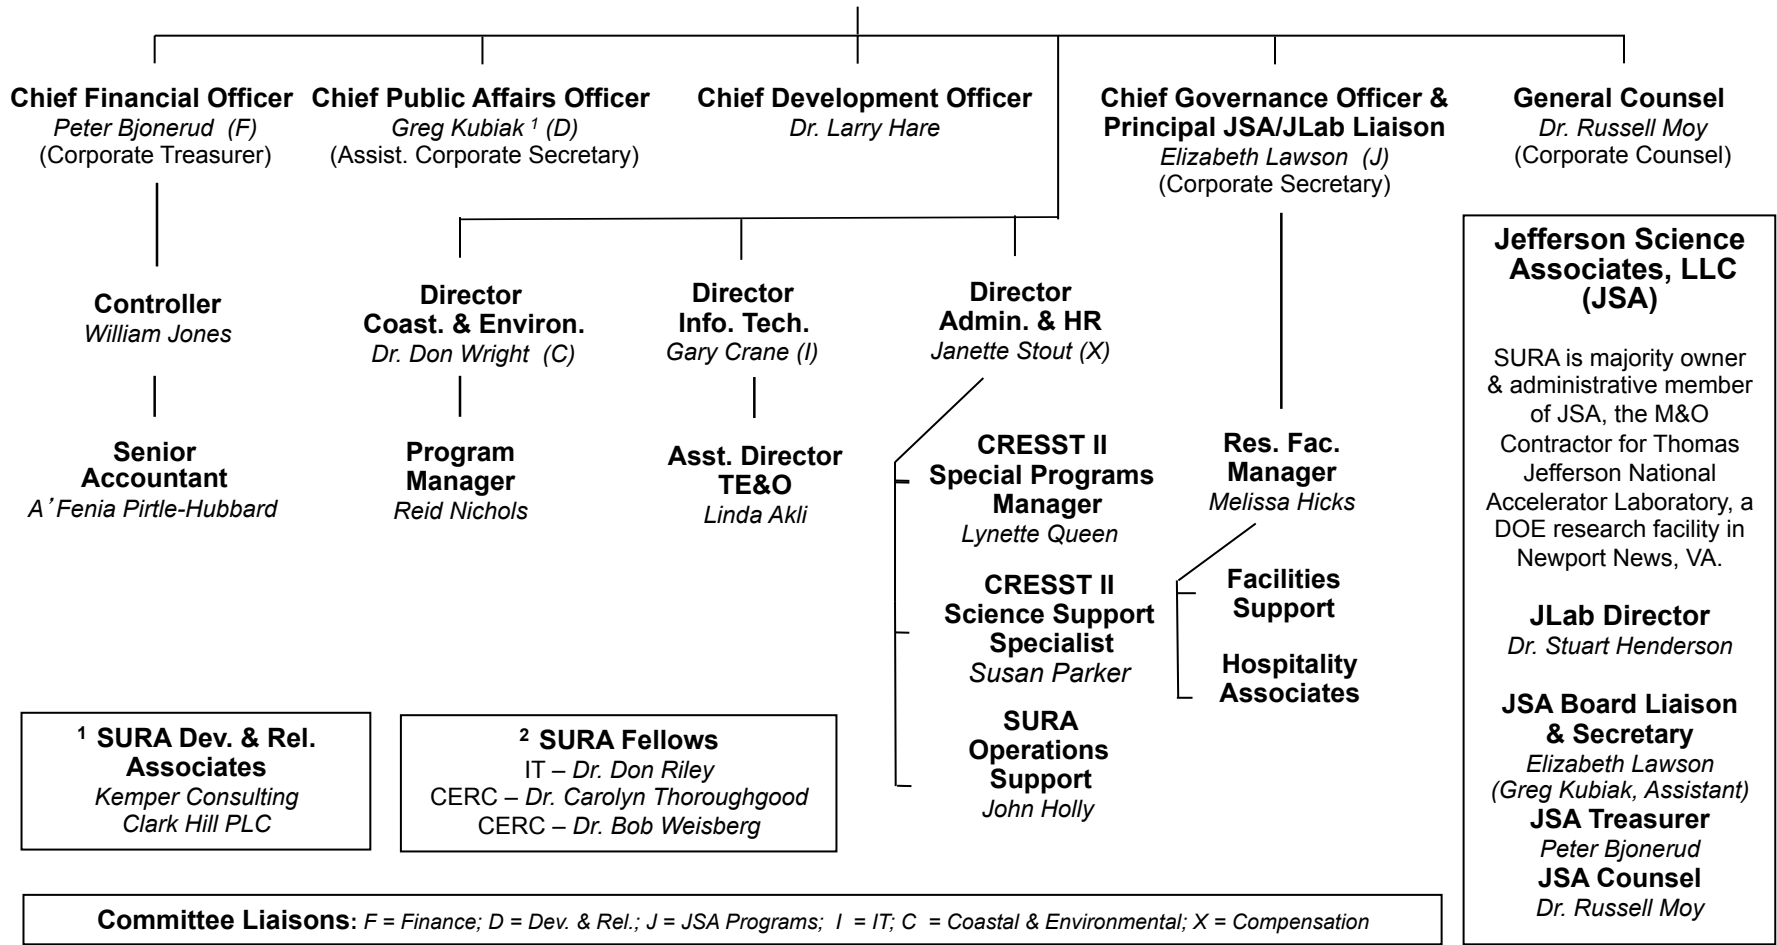 Chief Financial Officer
Peter Bjonerud (F)
(Corporate Treasurer)
Chief Public Affairs Officer
Greg Kubiak ¹ (D)
(Assist. Corporate Secretary)
Chief Development Officer
Dr. Larry Hare
Chief Governance Officer &
Principal JSA/JLab Liaison
Elizabeth Lawson (J)
(Corporate Secretary)
General Counsel
Dr. Russell Moy
(Corporate Counsel)
Controller
William Jones
Director
Coast. & Environ.
Dr. Don Wright (C)
Director
Info. Tech.
Gary Crane (I)
Director
Admin. & HR
Janette Stout (X)
Senior
Accountant
A’Fenia Pirtle-Hubbard
Program
Manager
Reid Nichols
Asst. Director
TE&O
Linda Akli
CRESST II
Special Programs
Manager
Lynette Queen
CRESST II
Science Support
Specialist
Susan Parker
SURA
Operations
Support
John Holly
Res. Fac.
Manager
Melissa Hicks
Facilities
Support
Hospitality
Associates
Jefferson Science
Associates, LLC
(JSA)
SURA is majority owner
& administrative member
of JSA, the M&O
Contractor for Thomas
Jefferson National
Accelerator Laboratory, a
DOE research facility in
Newport News, VA.
JLab Director
Dr. Stuart Henderson
JSA Board Liaison
& Secretary
Elizabeth Lawson
(Greg Kubiak, Assistant)
JSA Treasurer
Peter Bjonerud
JSA Counsel
Dr. Russell Moy
¹ SURA Dev. & Rel.
Associates
Kemper Consulting
Clark Hill PLC
² SURA Fellows
IT – Dr. Don Riley
CERC – Dr. Carolyn Thoroughgood
CERC – Dr. Bob Weisberg
Committee Liaisons: F = Finance; D = Dev. & Rel.; J = JSA Programs; I = IT; C = Coastal & Environmental; X = Compensation